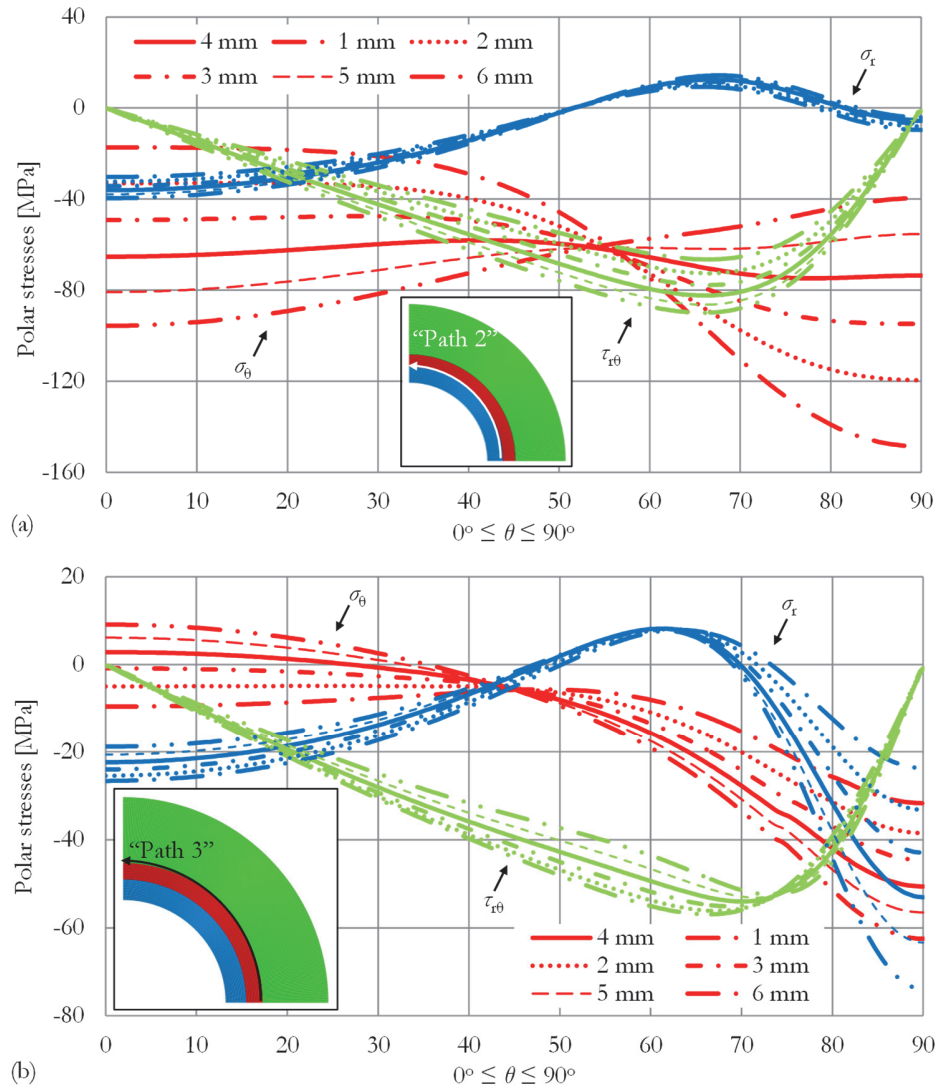 (a)
Polar stresses [MPa]
40
0
-40
-80
-120
-160
4 mm 1 mm 2 mm
3 mm 5 mm 6 mm
σr
σθ
τrθ
“Path 2”
0 10 20 30 40 50 60 70 80 90
0° ≤ θ ≤ 90°
(b)
Polar stresses [MPa]
20
0
-20
-40
-60
-80
σθ
σr
τrθ
“Path 3”
4 mm 1 mm
2 mm 3 mm
5 mm 6 mm
0 10 20 30 40 50 60 70 80 90
0° ≤ θ ≤ 90°